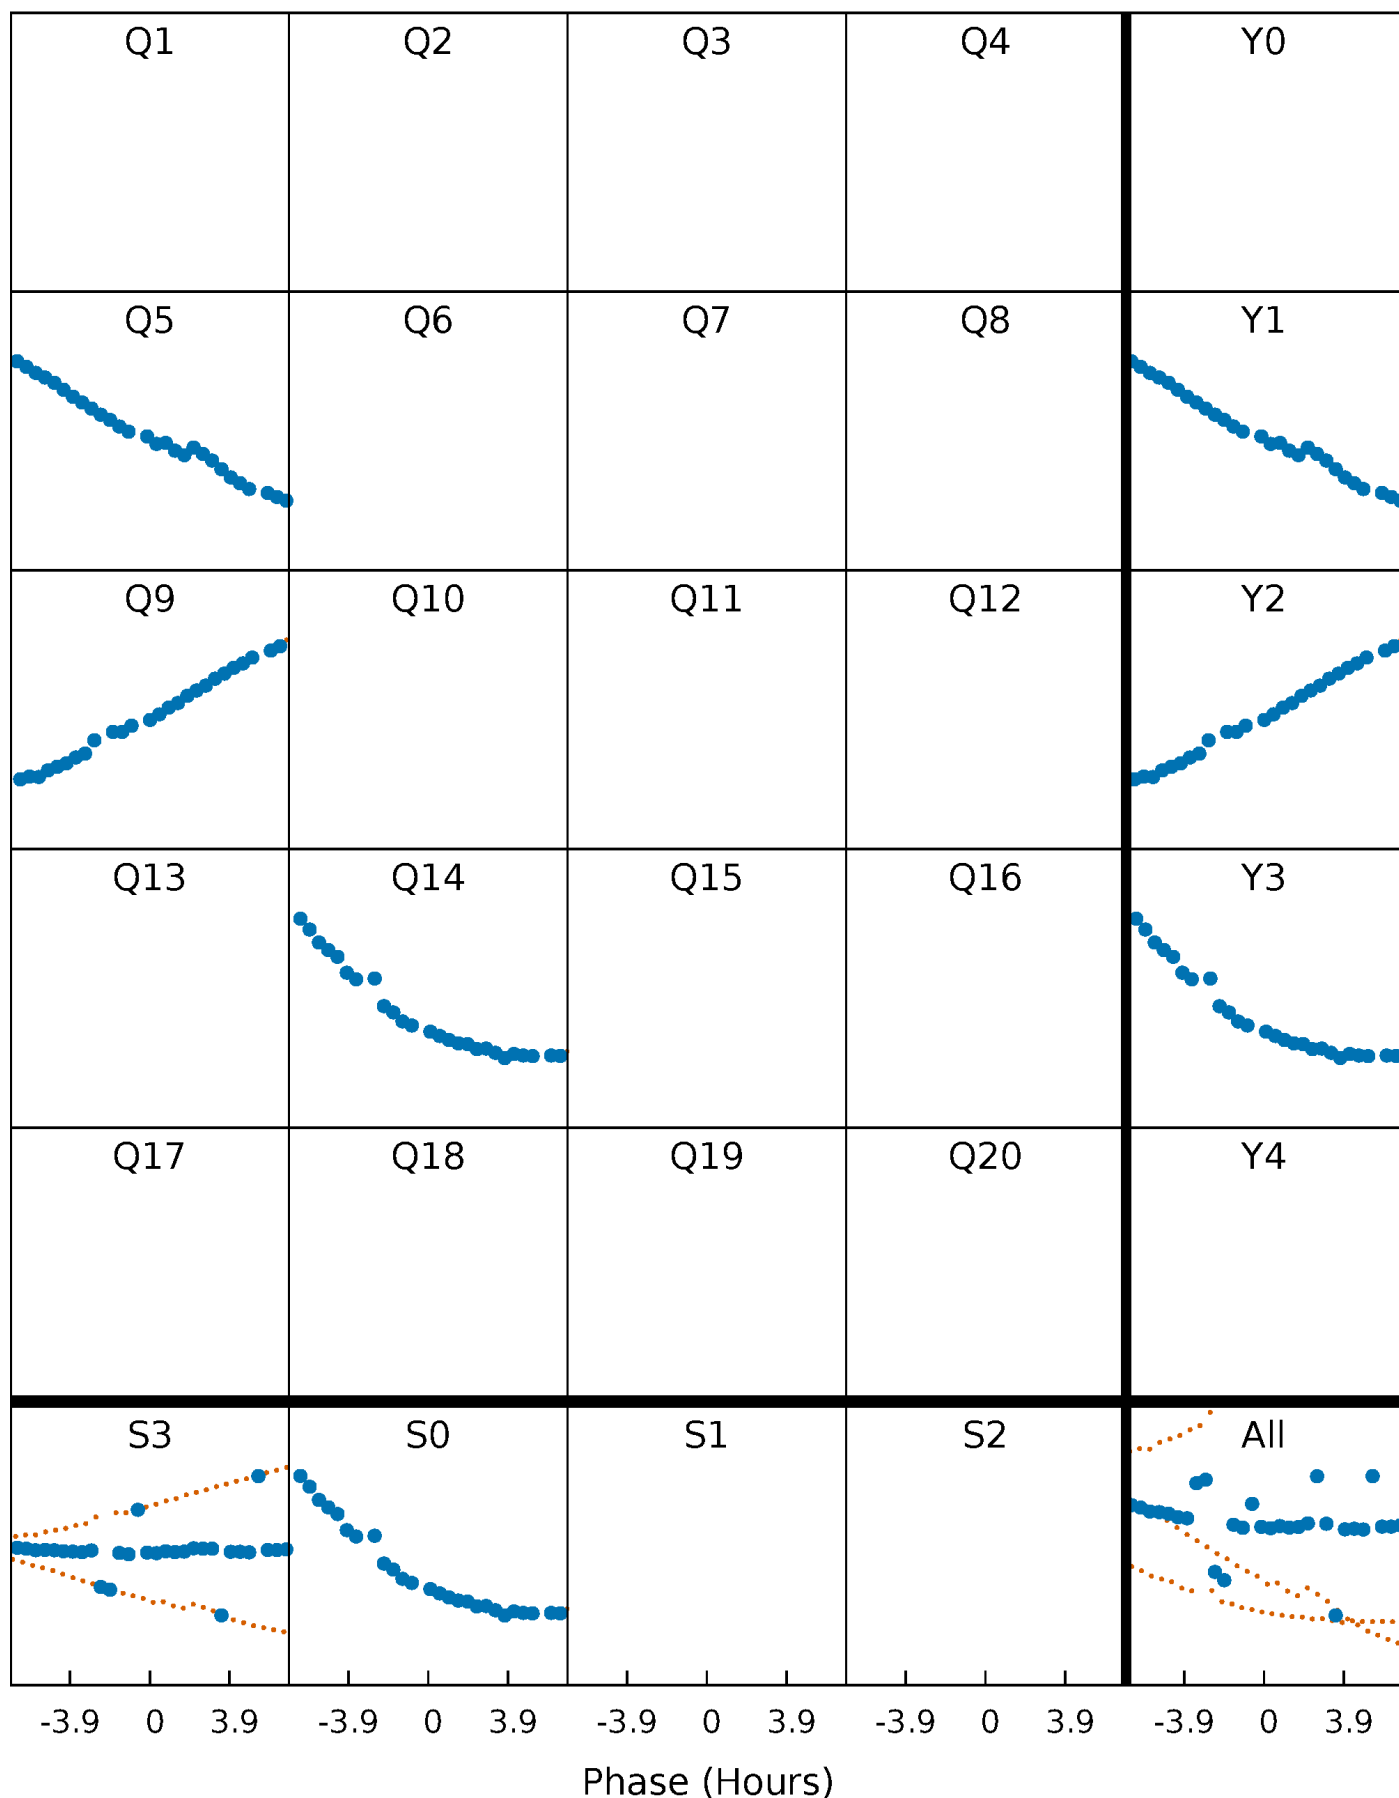 Q1 Q2 Q3 Q4 Y0
Q5 Q6 Q7 Q8 Y1
Q9 Q10 Q11 Q12 Y2
Q13 Q14 Q15 Q16 Y3
Q17 Q18 Q19 Q20 Y4
S3 S0 S1 S2 All
-3.9 0 3.9 -3.9 0 3.9 -3.9 0 3.9 -3.9 0 3.9 -3.9 0 3.9
Phase (Hours)